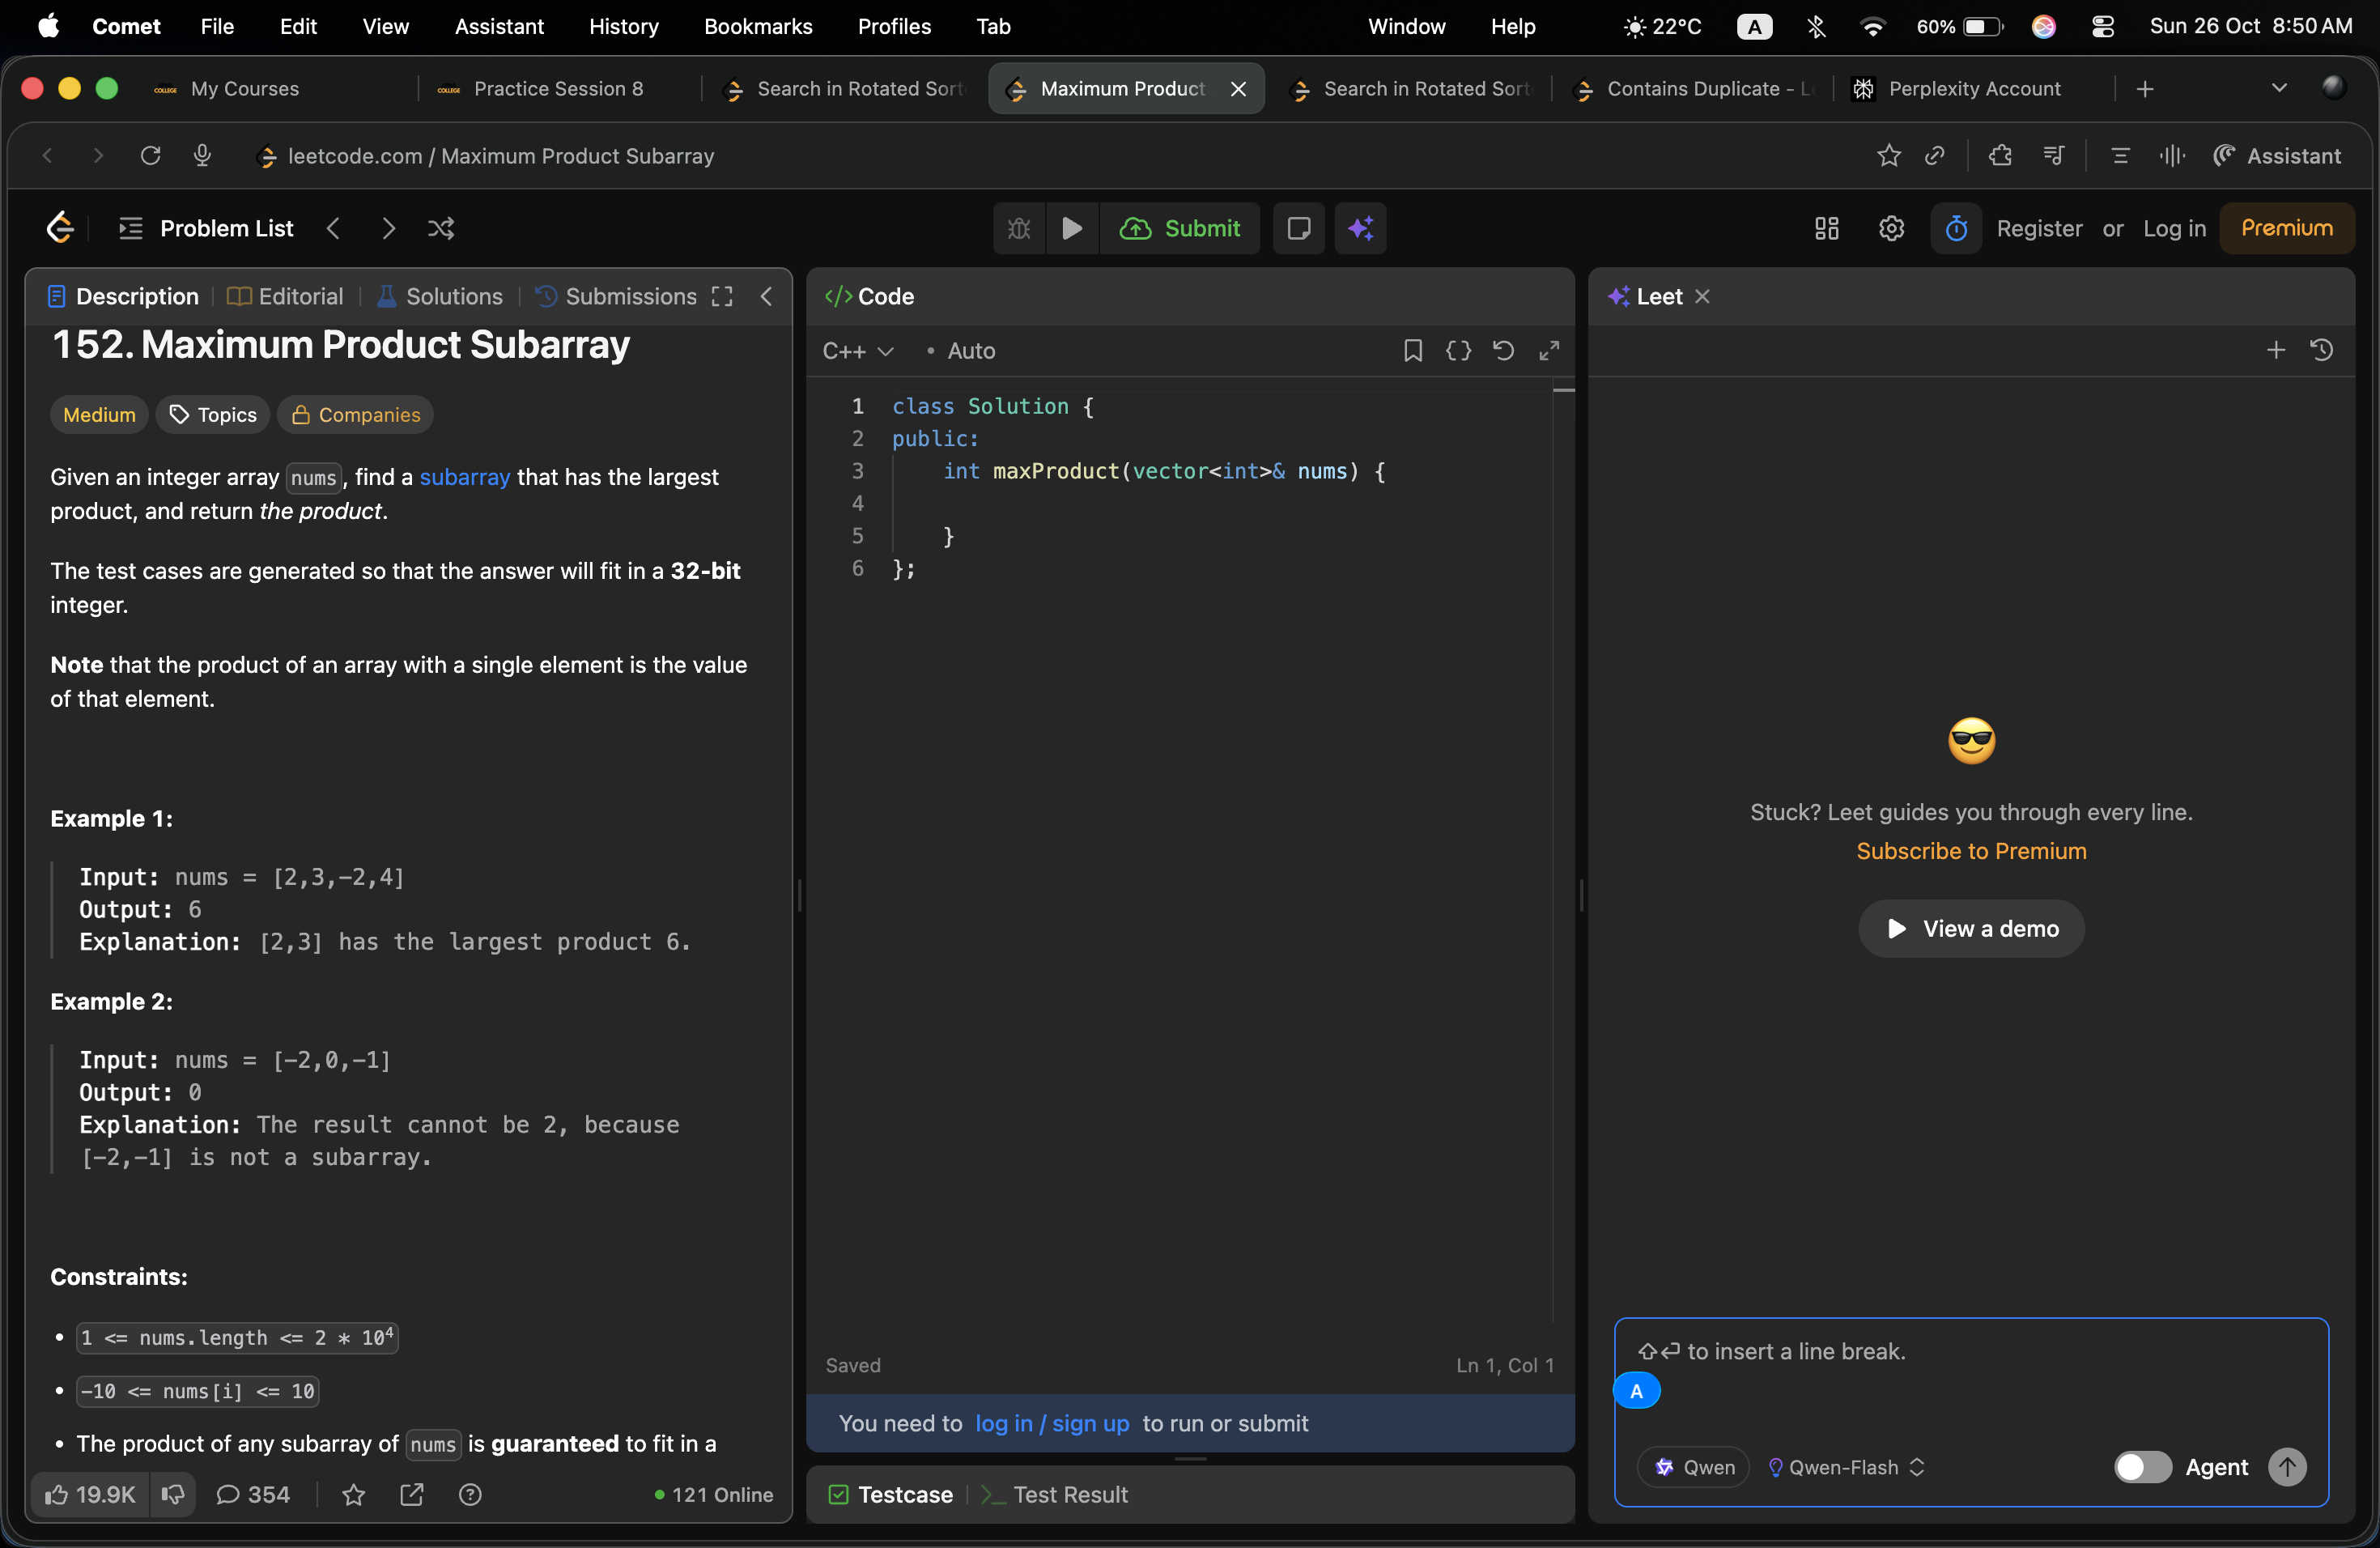 Comet File Edit View Assistant History Bookmarks Profiles Tab Window Help 22°C A 60% Sun 26 Oct 8:50 AM
COLLEGE My Courses COLLEGE Practice Session 8 Search in Rotated Sort Maximum Product Search in Rotated Sort Contains Duplicate - L Perplexity Account
leetcode.com / Maximum Product Subarray Assistant
Problem List Submit Register or Log in Premium
Description Editorial Solutions Submissions
152. Maximum Product Subarray
Medium Topics Companies
Given an integer array nums, find a subarray that has the largest
product, and return the product.
The test cases are generated so that the answer will fit in a 32-bit
integer.
Note that the product of an array with a single element is the value
of that element.
Example 1:
Input: nums = [2,3,-2,4]
Output: 6
Explanation: [2,3] has the largest product 6.
Example 2:
Input: nums = [-2,0,-1]
Output: 0
Explanation: The result cannot be 2, because
[-2,-1] is not a subarray.
Constraints:
• 1 <= nums.length <= 2 * 10⁴
• -10 <= nums[i] <= 10
• The product of any subarray of nums is guaranteed to fit in a
19.9K 354 121 Online
</> Code
C++ • Auto
1 class Solution {
2 public:
3 int maxProduct(vector<int>& nums) {
4
5 }
6 };
Saved Ln 1, Col 1
You need to log in / sign up to run or submit
Testcase >_ Test Result
Leet
Stuck? Leet guides you through every line.
Subscribe to Premium
View a demo
⇧⏎ to insert a line break.
A
Qwen Qwen-Flash Agent